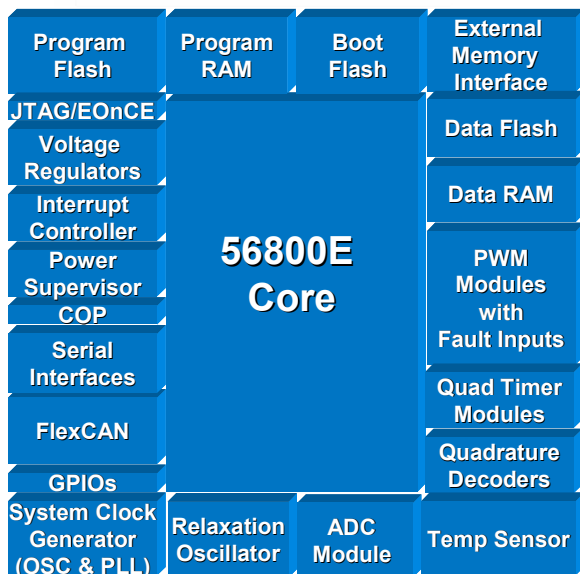 Program
Flash
Program
RAM
Boot
Flash
External
Memory
Interface
JTAG/EOnCE
Voltage
Regulators
Interrupt
Controller
Power
Supervisor
COP
Serial
Interfaces
FlexCAN
GPIOs
System Clock
Generator
(OSC & PLL)
56800E
Core
Data Flash
Data RAM
PWM
Modules
with
Fault Inputs
Quad Timer
Modules
Quadrature
Decoders
Relaxation
Oscillator
ADC
Module
Temp Sensor